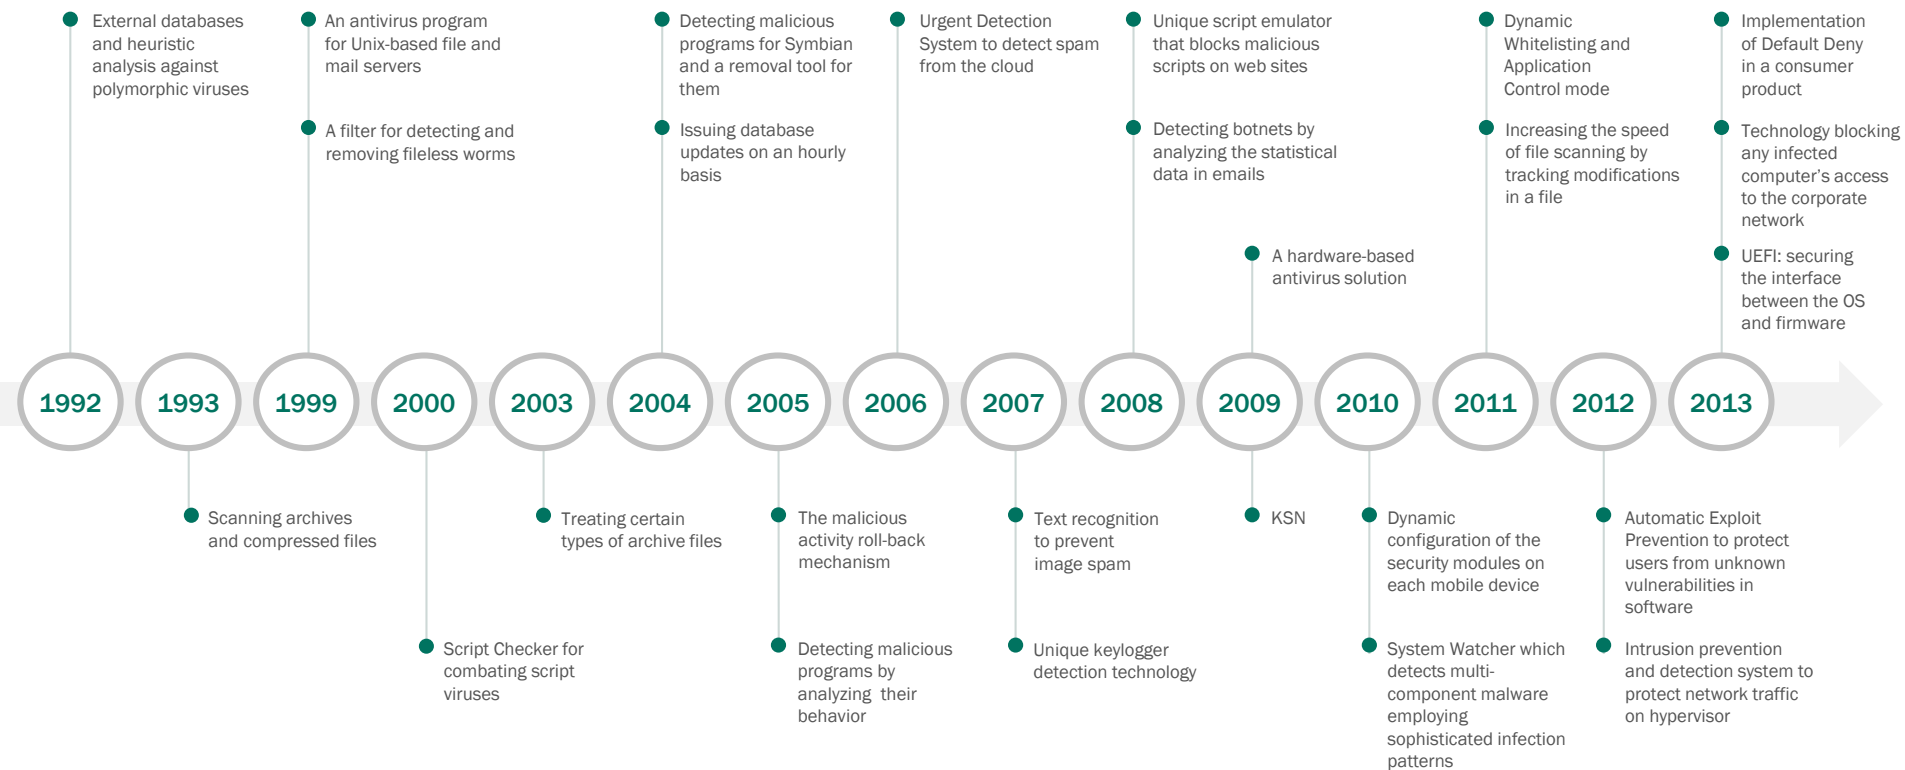 External databases
and heuristic
analysis against
polymorphic viruses
An antivirus program
for Unix-based file and
mail servers
A filter for detecting and
removing fileless worms
Detecting malicious
programs for Symbian
and a removal tool for
them
Issuing database
updates on an hourly
basis
Urgent Detection
System to detect spam
from the cloud
Unique script emulator
that blocks malicious
scripts on web sites
Detecting botnets by
analyzing the statistical
data in emails
A hardware-based
antivirus solution
Dynamic
Whitelisting and
Application
Control mode
Increasing the speed
of file scanning by
tracking modifications
in a file
Implementation
of Default Deny
in a consumer
product
Technology blocking
any infected
computer’s access
to the corporate
network
UEFI: securing
the interface
between the OS
and firmware
1992
1993
1999
2000
2003
2004
2005
2006
2007
2008
2009
2010
2011
2012
2013
Scanning archives
and compressed files
Script Checker for
combating script
viruses
Treating certain
types of archive files
The malicious
activity roll-back
mechanism
Detecting malicious
programs by
analyzing their
behavior
Text recognition
to prevent
image spam
Unique keylogger
detection technology
KSN
Dynamic
configuration of the
security modules on
each mobile device
System Watcher which
detects multi-
component malware
employing
sophisticated infection
patterns
Automatic Exploit
Prevention to protect
users from unknown
vulnerabilities in
software
Intrusion prevention
and detection system to
protect network traffic
on hypervisor